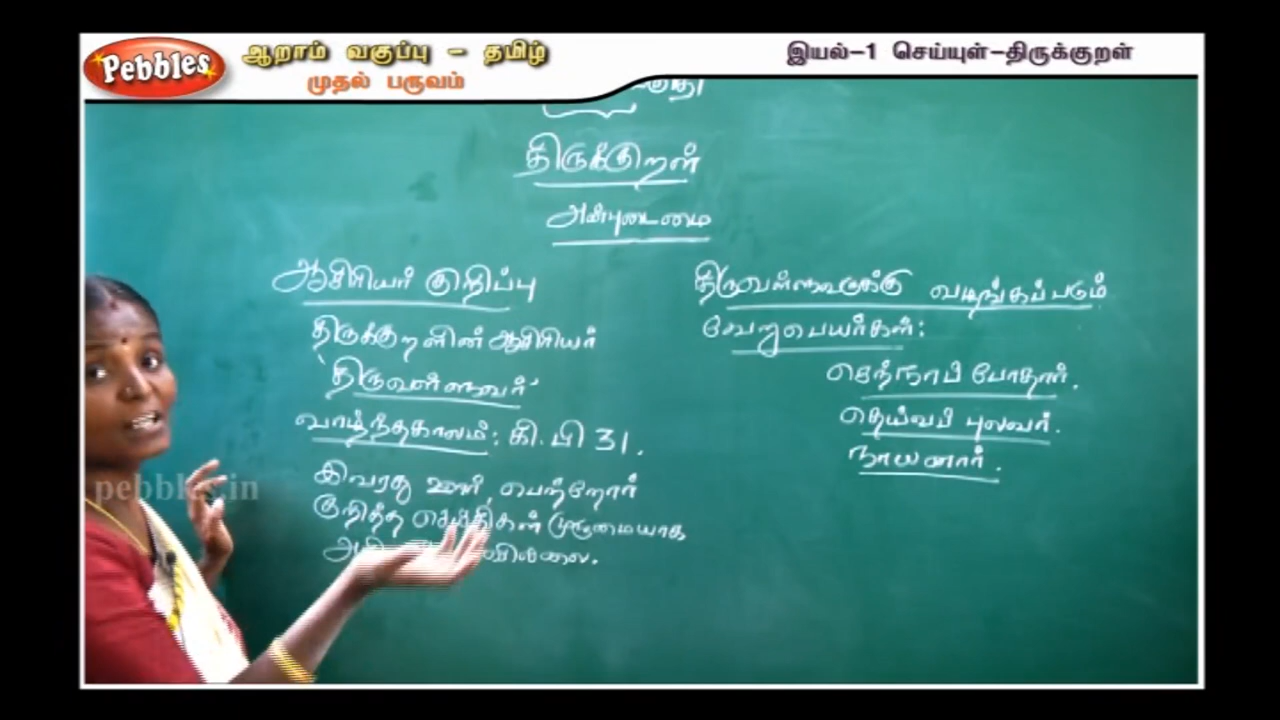 Pebbles
ஆறாம் வகுப்பு - தமிழ்
முதல் பருவம்
இயல்-1 செய்யுள்-திருக்குறள்
திருக்குறள்
அன்புடைமை
ஆசிரியர் குறிப்பு
திருக்குறளின் ஆசிரியர்
'திருவள்ளுவர்'
வாழ்ந்தகாலம்: கி.பி 31.
இவரது ஊர், பெற்றோர்
குறித்த செய்திகள் முழுமையாக
திருவள்ளுவருக்கு வழங்கப் படும்
வேறுபெயர்கள்:
செந்நாப் போதார்.
தெய்வப் புலவர்.
நாயனார்.
pebbles.in